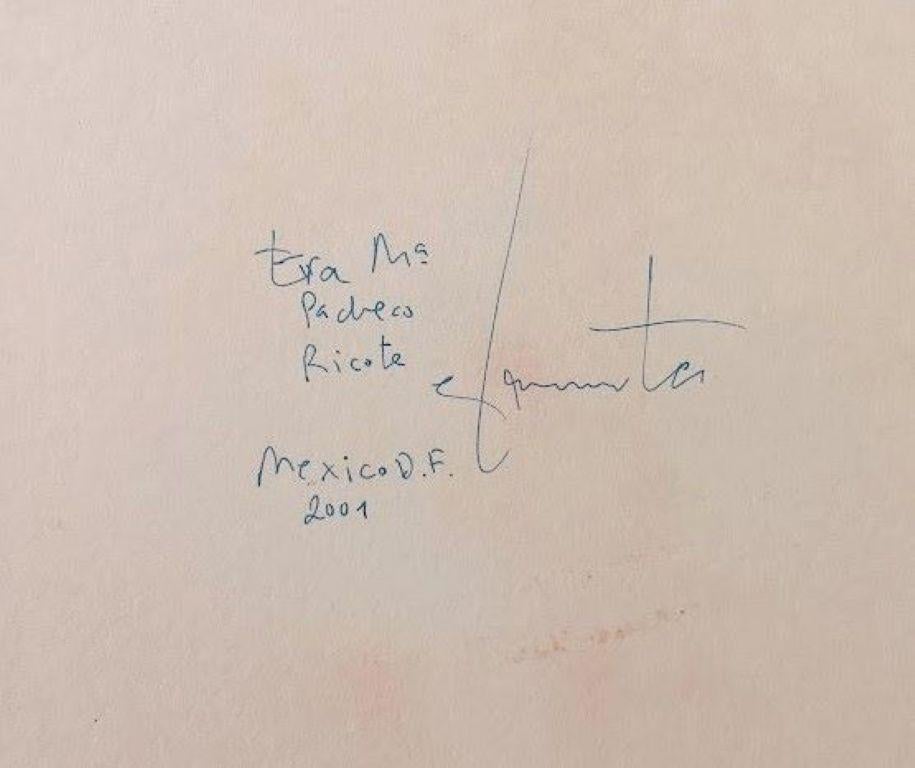 Eva Mª
Pacheco
Ricote
Mexico D.F.
2001